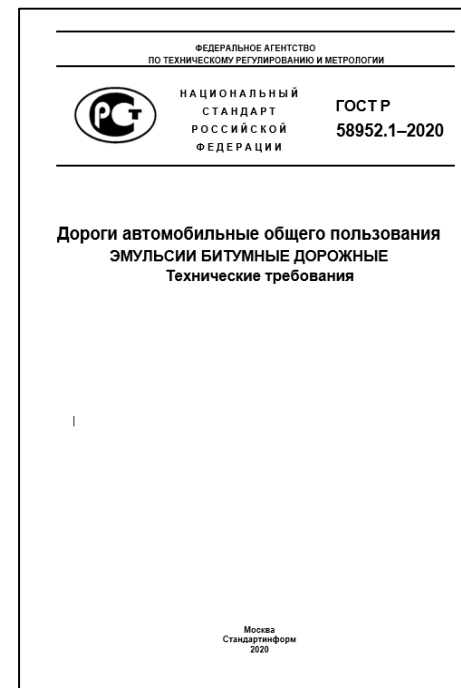 ФЕДЕРАЛЬНОЕ АГЕНТСТВО
ПО ТЕХНИЧЕСКОМУ РЕГУЛИРОВАНИЮ И МЕТРОЛОГИИ
РСТ
НАЦИОНАЛЬНЫЙ
СТАНДАРТ
РОССИЙСКОЙ
ФЕДЕРАЦИИ
ГОСТ Р
58952.1–2020
Дороги автомобильные общего пользования
ЭМУЛЬСИИ БИТУМНЫЕ ДОРОЖНЫЕ
Технические требования
Москва
Стандартинформ
2020